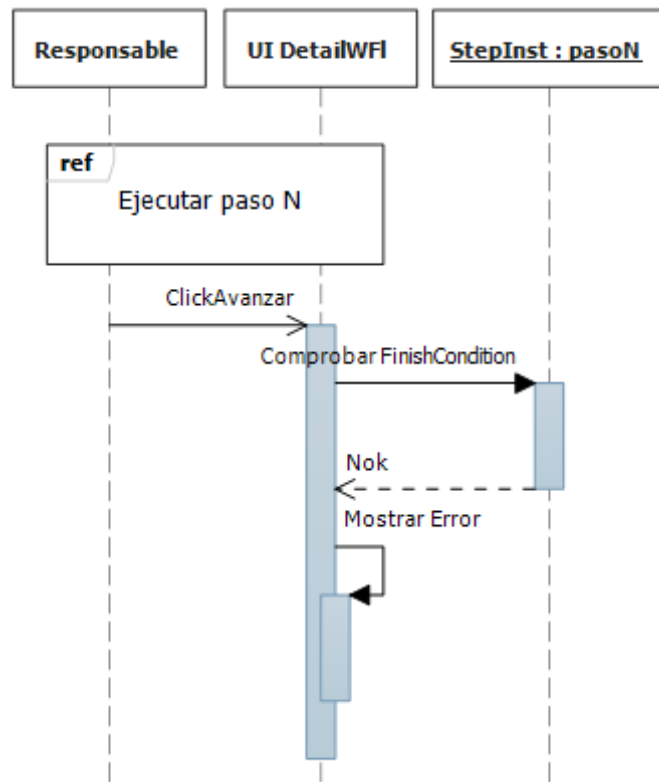 Responsable
UI DetailWFl
StepInst : pasoN
ref
Ejecutar paso N
ClickAvanzar
Comprobar FinishCondition
Nok
Mostrar Error